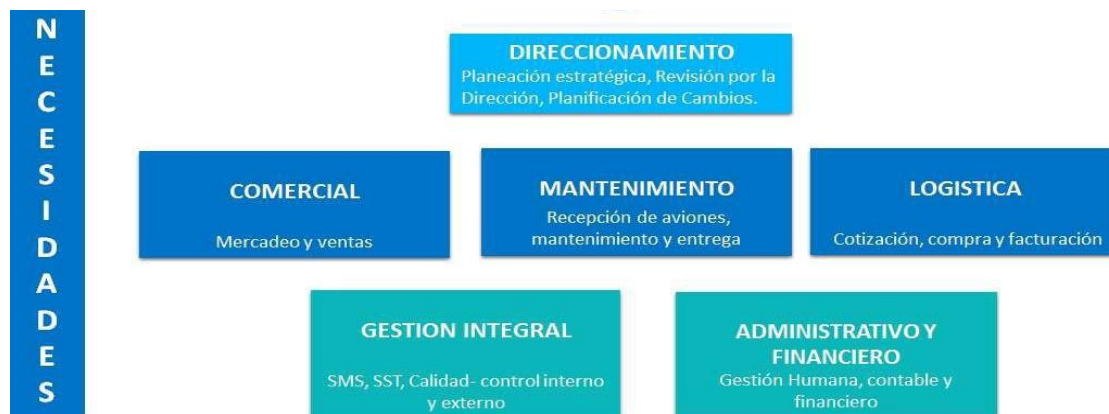 NECESIDADES
DIRECCIONAMIENTO
Planeación estratégica, Revisión por la
Dirección, Planificación de Cambios.
COMERCIAL
Mercadeo y ventas
MANTENIMIENTO
Recepción de aviones,
mantenimiento y entrega
LOGISTICA
Cotización, compra y facturación
GESTION INTEGRAL
SMS, SST, Calidad- control interno
y externo
ADMINISTRATIVO Y
FINANCIERO
Gestión Humana, contable y
financiero